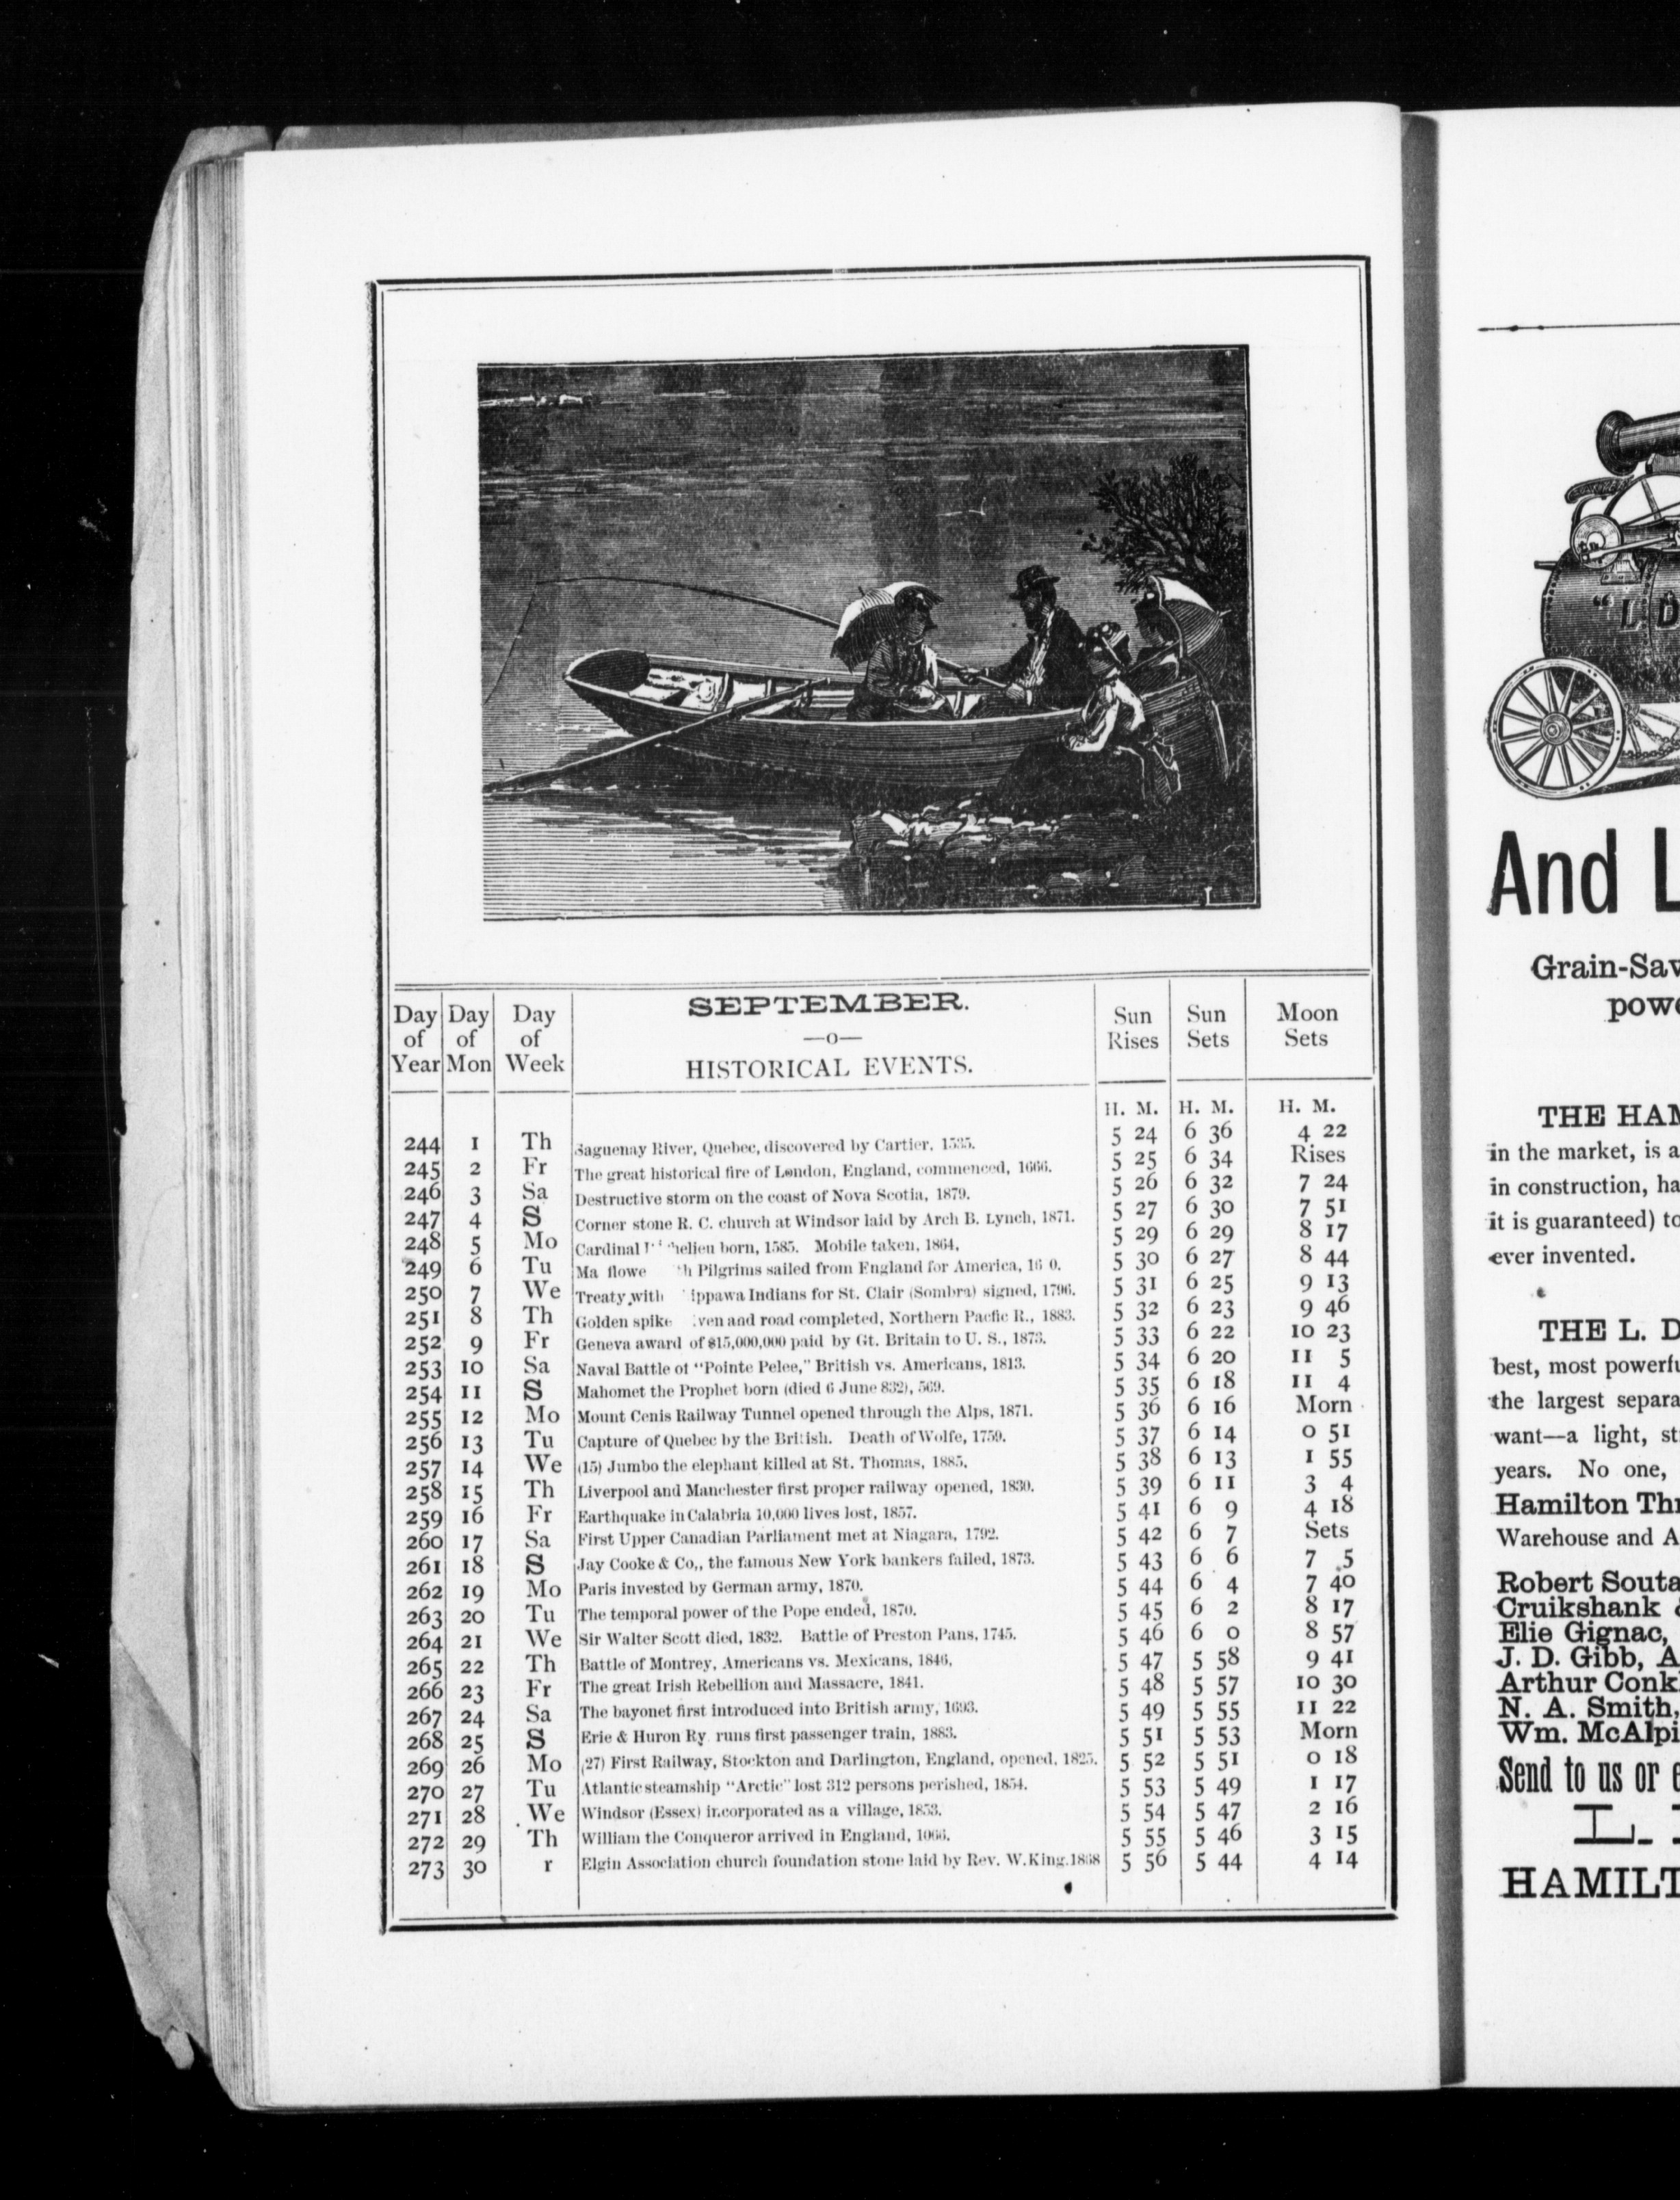 SEPTEMBER.
—o—
HISTORICAL EVENTS.
Day of Year Day of Mon Day of Week Sun Rises Sun Sets Moon Sets
H. M. H. M. H. M.
244 1 Th Saguenay River, Quebec, discovered by Cartier, 1535. 5 24 6 36 4 22
245 2 Fr The great historical fire of London, England, commenced, 1666. 5 25 6 34 Rises
246 3 Sa Destructive storm on the coast of Nova Scotia, 1879. 5 26 6 32 7 24
247 4 S Corner stone R. C. church at Windsor laid by Arch B. Lynch, 1871. 5 27 6 30 7 51
248 5 Mo Cardinal helieu born, 1585. Mobile taken, 1864. 5 29 6 29 8 17
249 6 Tu Ma flowe h Pilgrims sailed from England for America, 16 0. 5 30 6 27 8 44
250 7 We Treaty with ippawa Indians for St. Clair (Sombra) signed, 1796. 5 31 6 25 9 13
251 8 Th Golden spike ven and road completed, Northern Pacfic R., 1883. 5 32 6 23 9 46
252 9 Fr Geneva award of $15,000,000 paid by Gt. Britain to U. S., 1873. 5 33 6 22 10 23
253 10 Sa Naval Battle of "Pointe Pelee," British vs. Americans, 1813. 5 34 6 20 11 5
254 11 S Mahomet the Prophet born (died 6 June 832), 569. 5 35 6 18 11 4
255 12 Mo Mount Cenis Railway Tunnel opened through the Alps, 1871. 5 36 6 16 Morn
256 13 Tu Capture of Quebec by the British. Death of Wolfe, 1759. 5 37 6 14 0 51
257 14 We (15) Jumbo the elephant killed at St. Thomas, 1885. 5 38 6 13 1 55
258 15 Th Liverpool and Manchester first proper railway opened, 1830. 5 39 6 11 3 4
259 16 Fr Earthquake in Calabria 10,000 lives lost, 1857. 5 41 6 9 4 18
260 17 Sa First Upper Canadian Parliament met at Niagara, 1792. 5 42 6 7 Sets
261 18 S Jay Cooke & Co,, the famous New York bankers failed, 1873. 5 43 6 6 7 5
262 19 Mo Paris invested by German army, 1870. 5 44 6 4 7 40
263 20 Tu The temporal power of the Pope ended, 1870. 5 45 6 2 8 17
264 21 We Sir Walter Scott died, 1832. Battle of Preston Pans, 1745. 5 46 6 0 8 57
265 22 Th Battle of Montrey, Americans vs. Mexicans, 1846. 5 47 5 58 9 41
266 23 Fr The great Irish Rebellion and Massacre, 1841. 5 48 5 57 10 30
267 24 Sa The bayonet first introduced into British army, 1693. 5 49 5 55 11 22
268 25 S Erie & Huron Ry. runs first passenger train, 1883. 5 51 5 53 Morn
269 26 Mo (27) First Railway, Stockton and Darlington, England, opened, 1825. 5 52 5 51 0 18
270 27 Tu Atlantic steamship "Arctic" lost 312 persons perished, 1854. 5 53 5 49 1 17
271 28 We Windsor (Essex) incorporated as a village, 1853. 5 54 5 47 2 16
272 29 Th William the Conqueror arrived in England, 1066. 5 55 5 46 3 15
273 30 r Elgin Association church foundation stone laid by Rev. W. King. 1858 5 56 5 44 4 14
"L. D
And L
Grain-Sav
powe
THE HAM
in the market, is a
in construction, ha
it is guaranteed) to
ever invented.
THE L. D
best, most powerfu
the largest separa
want—a light, st
years. No one,
Hamilton Thr
Warehouse and A
Robert Souta
Cruikshank &
Elie Gignac,
J. D. Gibb, A
Arthur Conk
N. A. Smith,
Wm. McAlpi
Send to us or e
L.
HAMILT